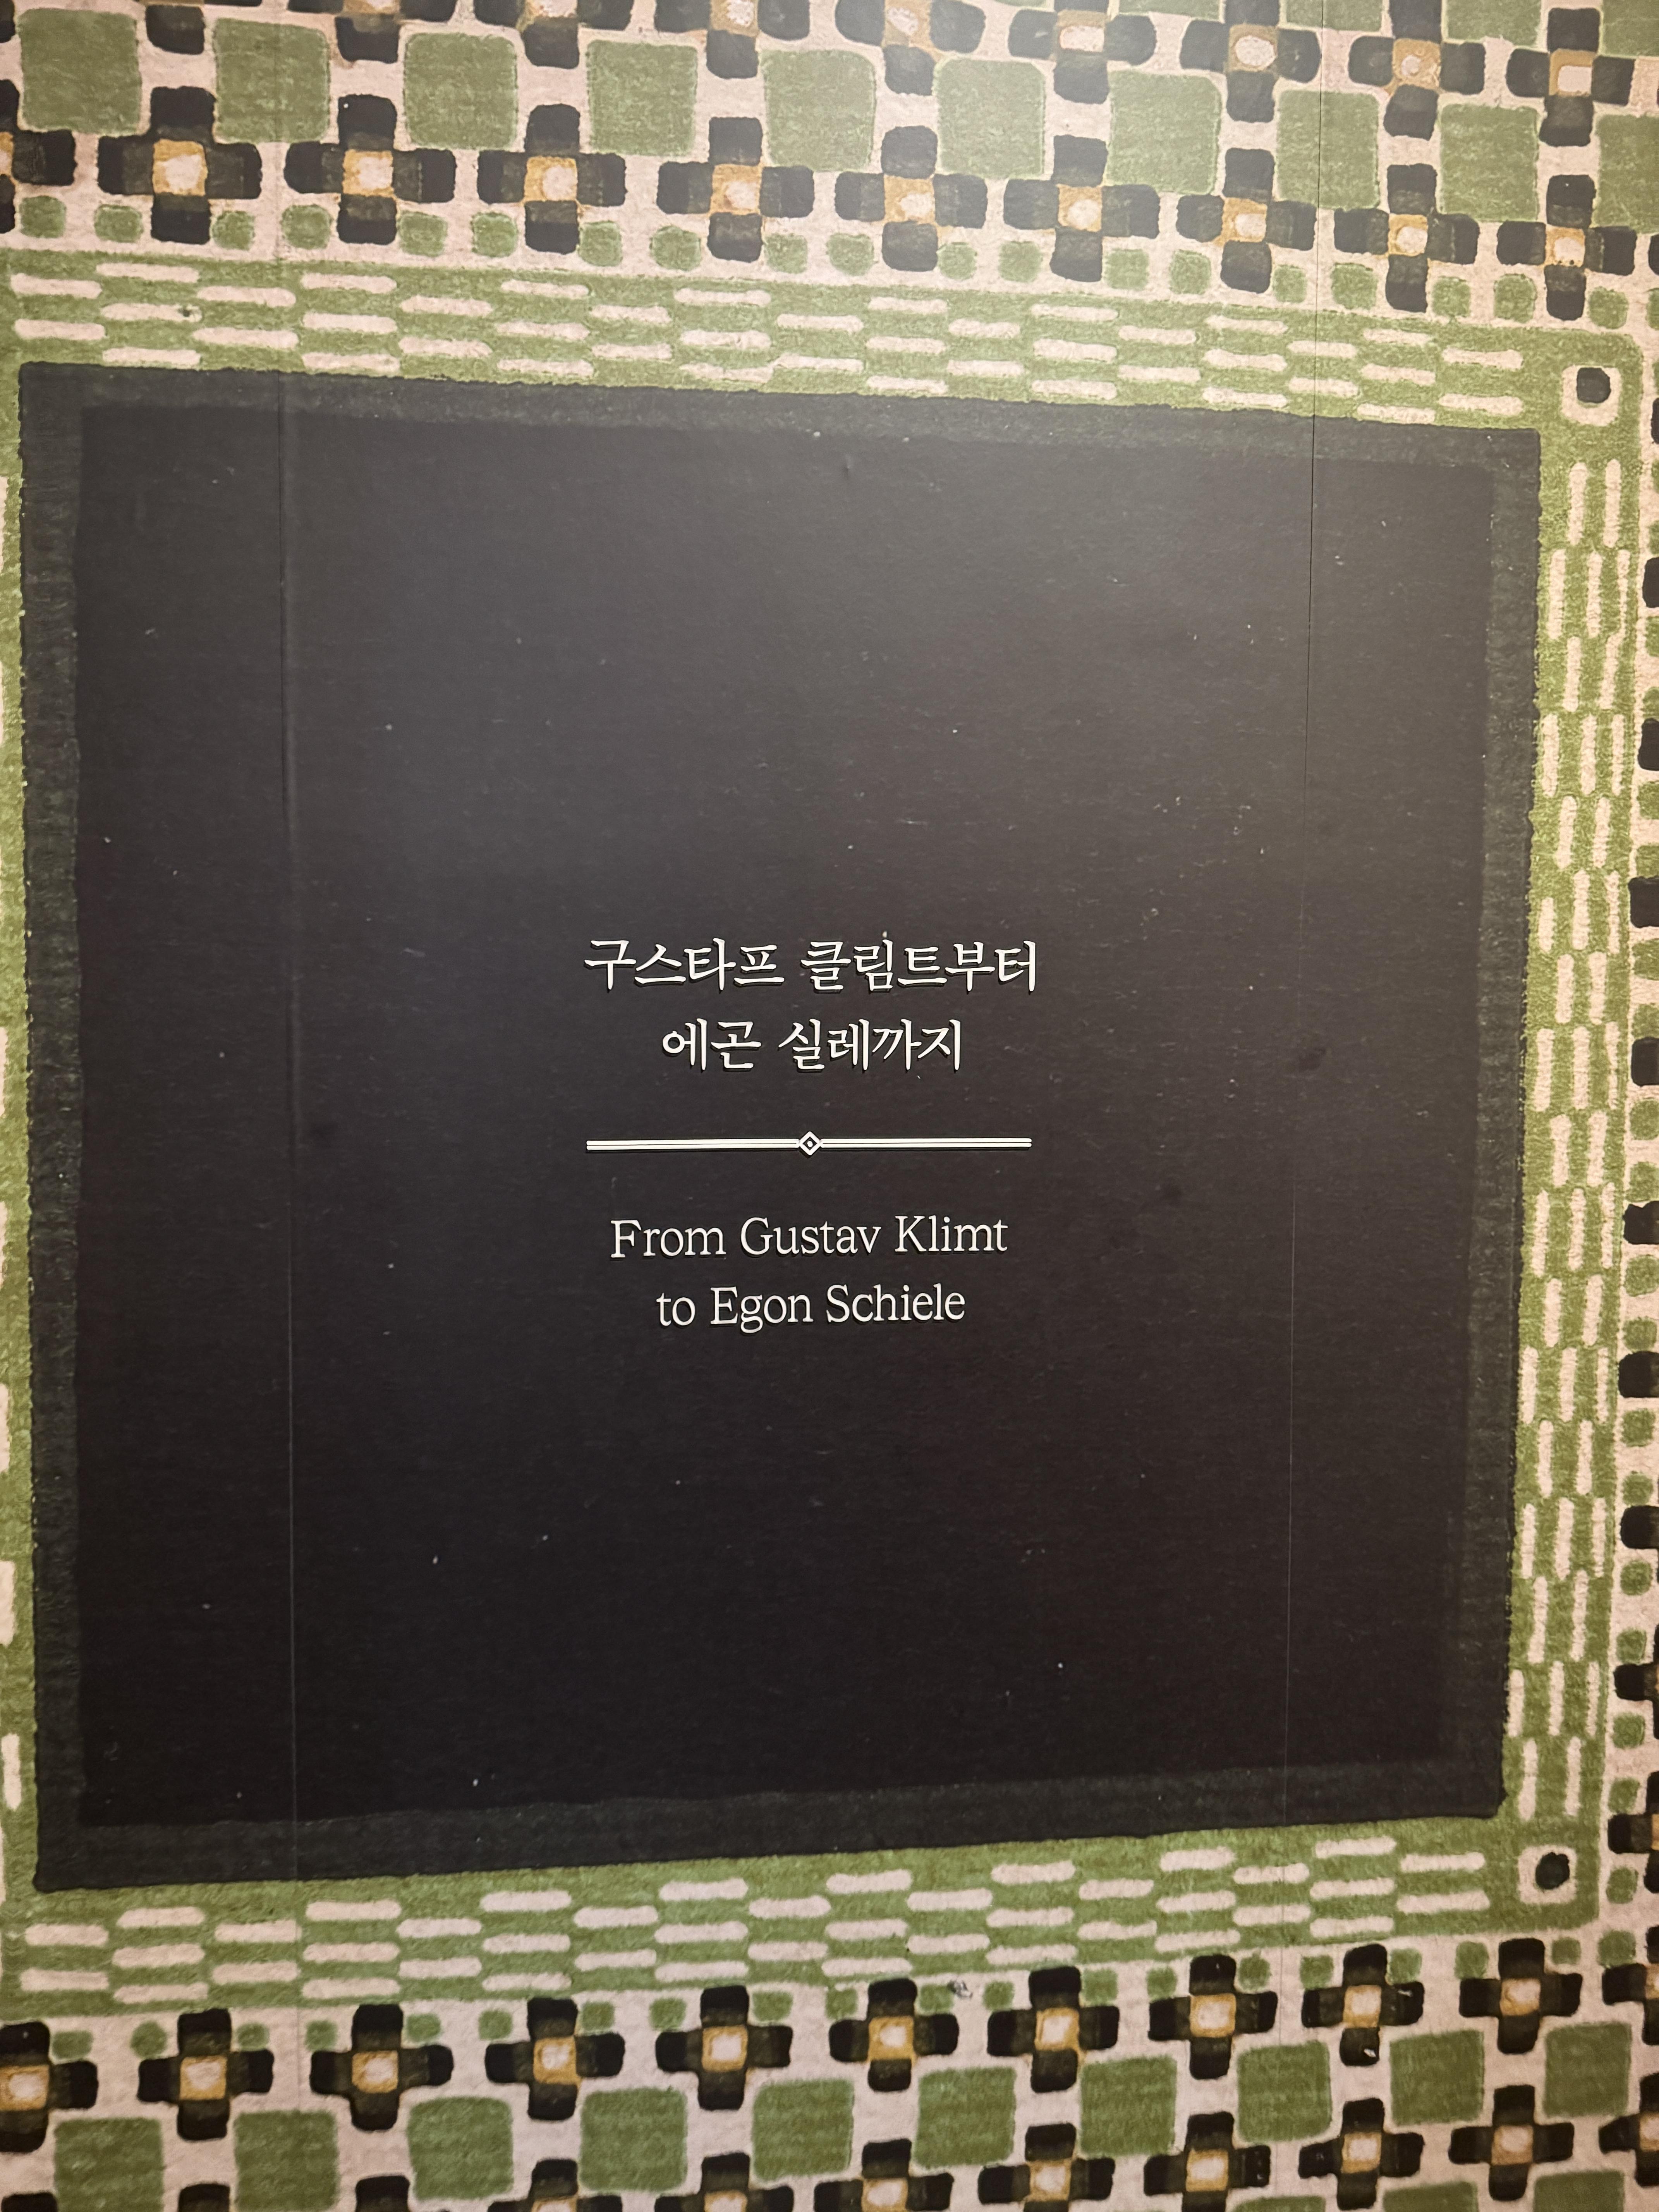 구스타프 클림트부터
에곤 실레까지
From Gustav Klimt
to Egon Schiele